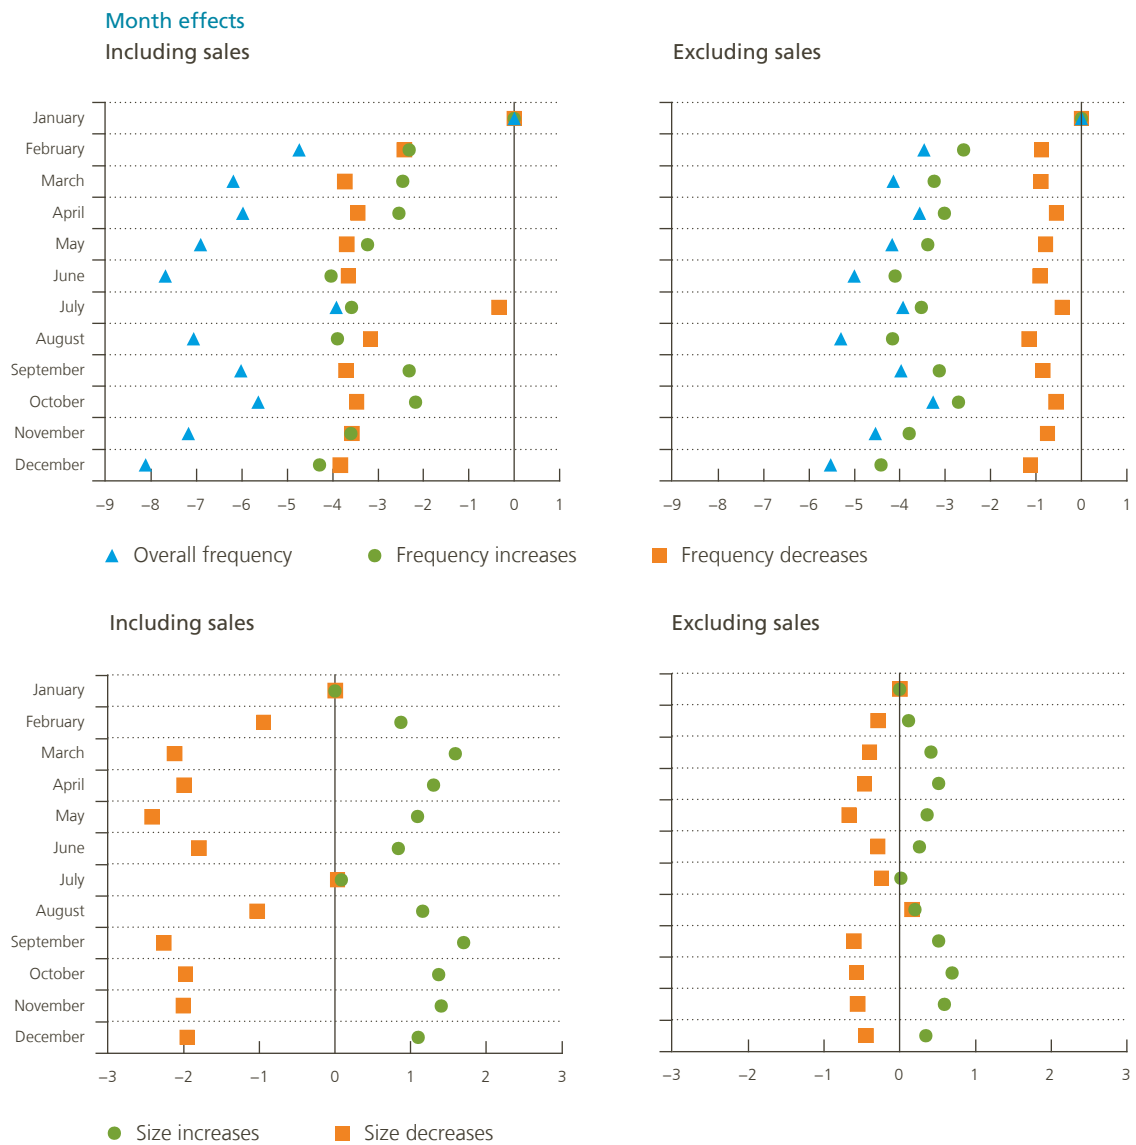 Month effects
Including sales
Excluding sales
January
February
March
April
May
June
July
August
September
October
November
December
–9 –8 –7 –6 –5 –4 –3 –2 –1 0 1
–9 –8 –7 –6 –5 –4 –3 –2 –1 0 1
Overall frequency
Frequency increases
Frequency decreases
Including sales
Excluding sales
January
February
March
April
May
June
July
August
September
October
November
December
–3 –2 –1 0 1 2 3
–3 –2 –1 0 1 2 3
Size increases
Size decreases